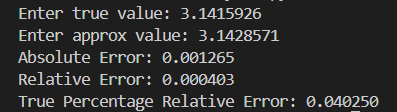 Enter true value: 3.1415926
Enter approx value: 3.1428571
Absolute Error: 0.001265
Relative Error: 0.000403
True Percentage Relative Error: 0.040250